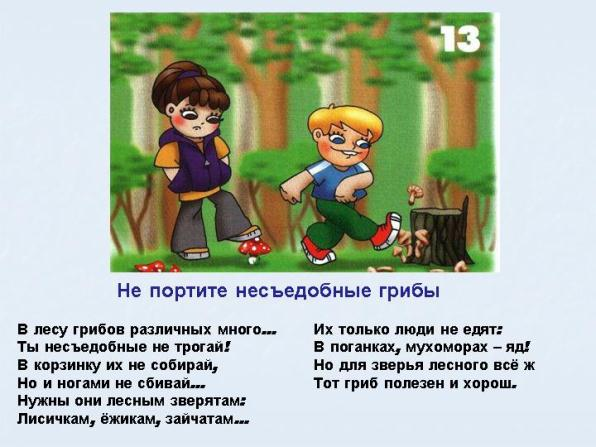 13
Не портите несъедобные грибы
В лесу грибов различных много...
Ты несъедобные не трогай!
В корзинку их не собирай,
Но и ногами не сбивай...
Нужны они лесным зверятам:
Лисичкам, ёжикам, зайчатам...
Их только люди не едят:
В поганках, мухоморах – яд!
Но для зверья лесного всё ж
Тот гриб полезен и хорош.